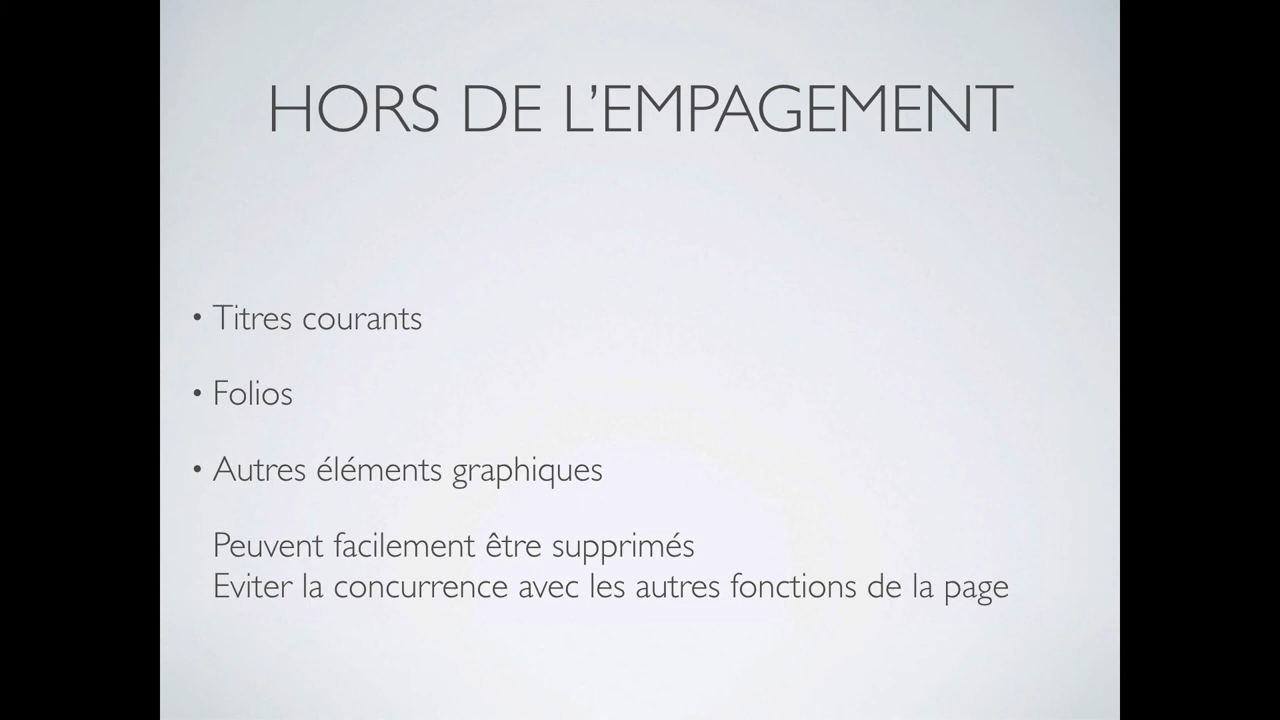 HORS DE L’EMPAGEMENT
• Titres courants
• Folios
• Autres éléments graphiques
Peuvent facilement être supprimés
Eviter la concurrence avec les autres fonctions de la page